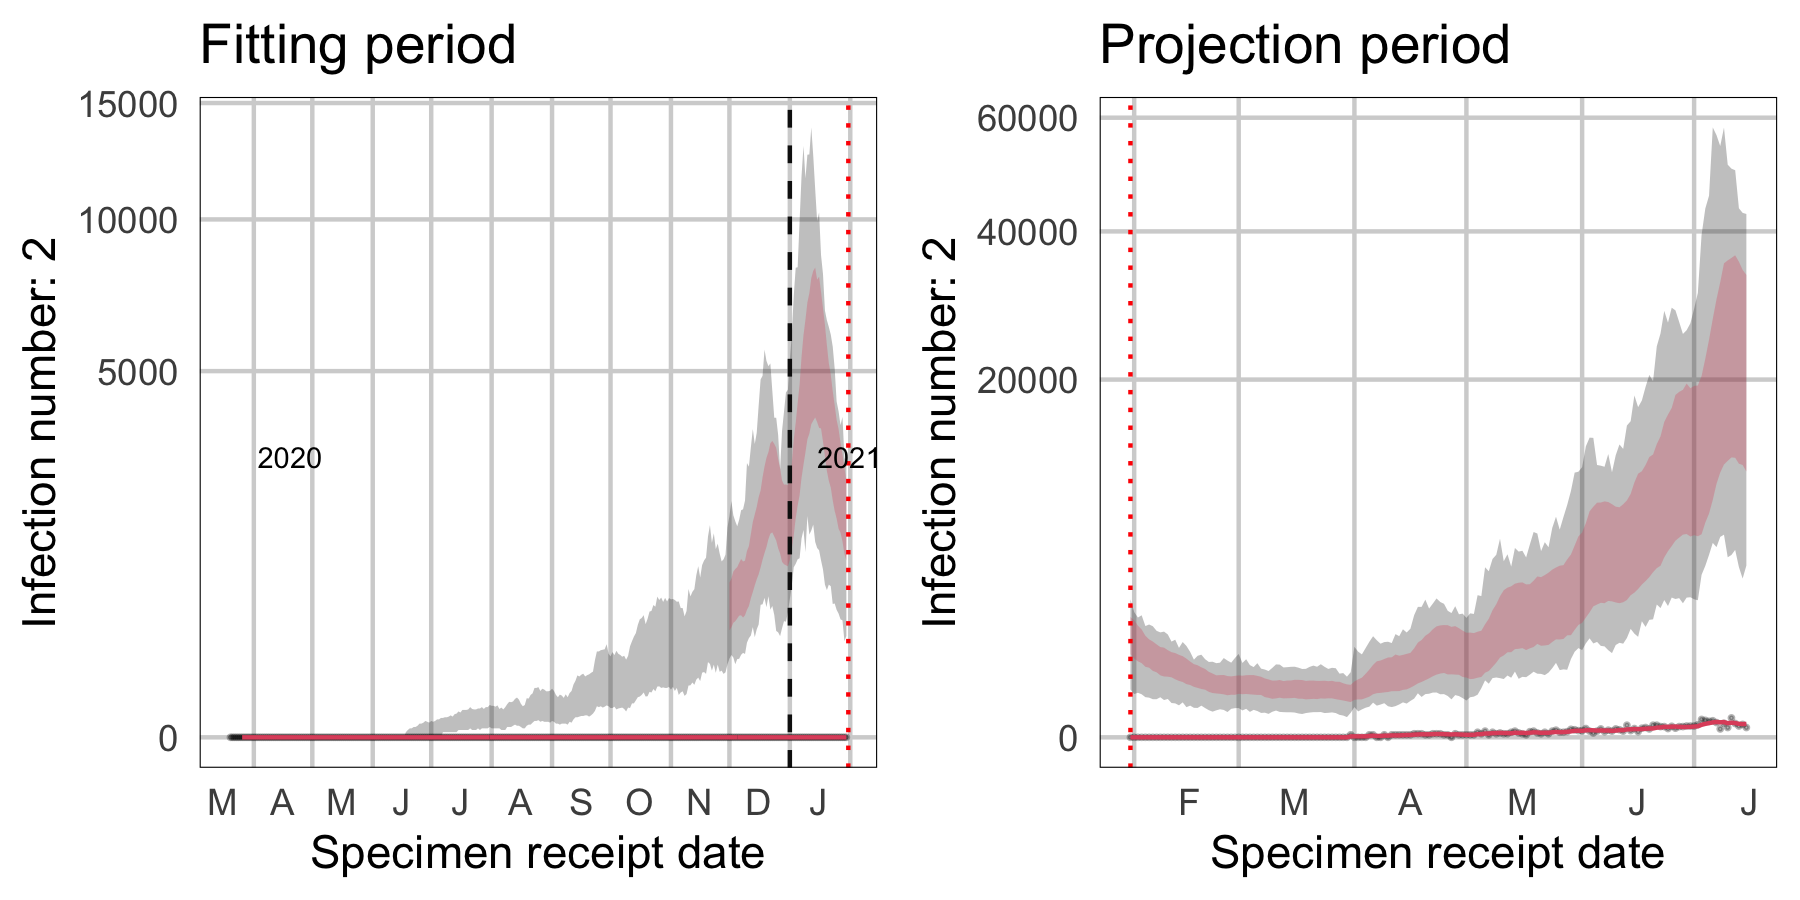 Fitting period
Infection number: 2
15000
10000
5000
0
2020
2021
M A M J J A S O N D J
Specimen receipt date
Projection period
Infection number: 2
60000
40000
20000
0
F M A M J J
Specimen receipt date